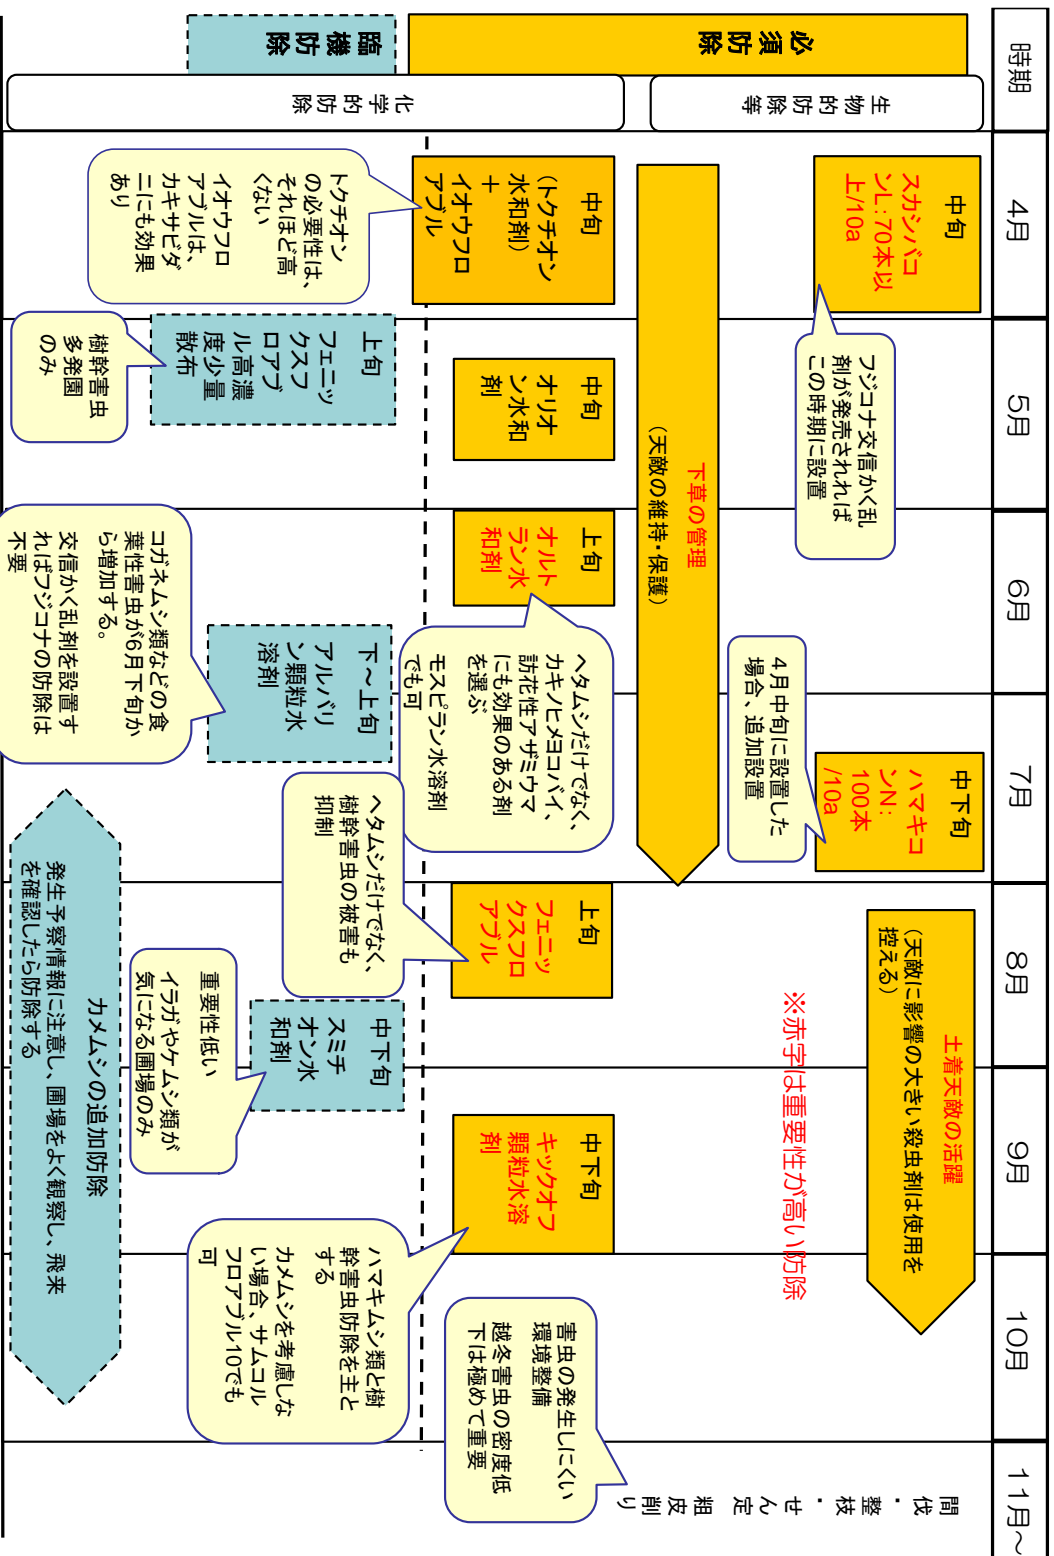 時期
4月
5月
6月
7月
8月
9月
10月
11月～
必須防除
臨機防除
生物的防除等
化学的防除
中旬
スカシバコ
ンL:70本以
上/10a
フジコナ交信かく乱
剤が発売されれば
この時期に設置
4月中旬に設置した
場合、追加設置
中下旬
ハマキコ
ンN:
100本
/10a
土着天敵の活躍
(天敵に影響の大きい殺虫剤は使用を
控える)
※赤字は重要性が高い防除
下草の管理
(天敵の維持・保護)
間伐・整枝・せん定 粗皮削り
害虫の発生しにくい
環境整備
越冬害虫の密度低
下は極めて重要
中旬
(トクチオン
水和剤)
＋
イオウフロ
アブル
トクチオン
の必要性は、
それほど高
くない
イオウフロ
アブルは、
カキサビダ
ニにも効果
あり
中旬
オリオ
ン水和
剤
上旬
オルト
ラン水
和剤
ヘタムシだけでなく、
カキノヒメヨコバイ、
訪花性アザミウマ
にも効果のある剤
を選ぶ
モスピラン水溶剤
でも可
上旬
フェニッ
クスフロ
アブル
ヘタムシだけでなく、
樹幹害虫の被害も
抑制
中下旬
キックオフ
顆粒水溶
剤
ハマキムシ類と樹
幹害虫防除を主と
する
カメムシを考慮しな
い場合、サムコル
フロアブル10でも
可
上旬
フェニッ
クスフ
ロアブ
ル高濃
度少量
散布
樹幹害虫
多発園
のみ
下～上旬
アルバリ
ン顆粒水
溶剤
コガネムシ類などの食
葉性害虫が6月下旬か
ら増加する。
交信かく乱剤を設置す
ればフジコナの防除は
不要
中下旬
スミチ
オン水
和剤
重要性低い
イラガやケムシ類が
気になる圃場のみ
カメムシの追加防除
発生予察情報に注意し、圃場をよく観察し、飛来
を確認したら防除する